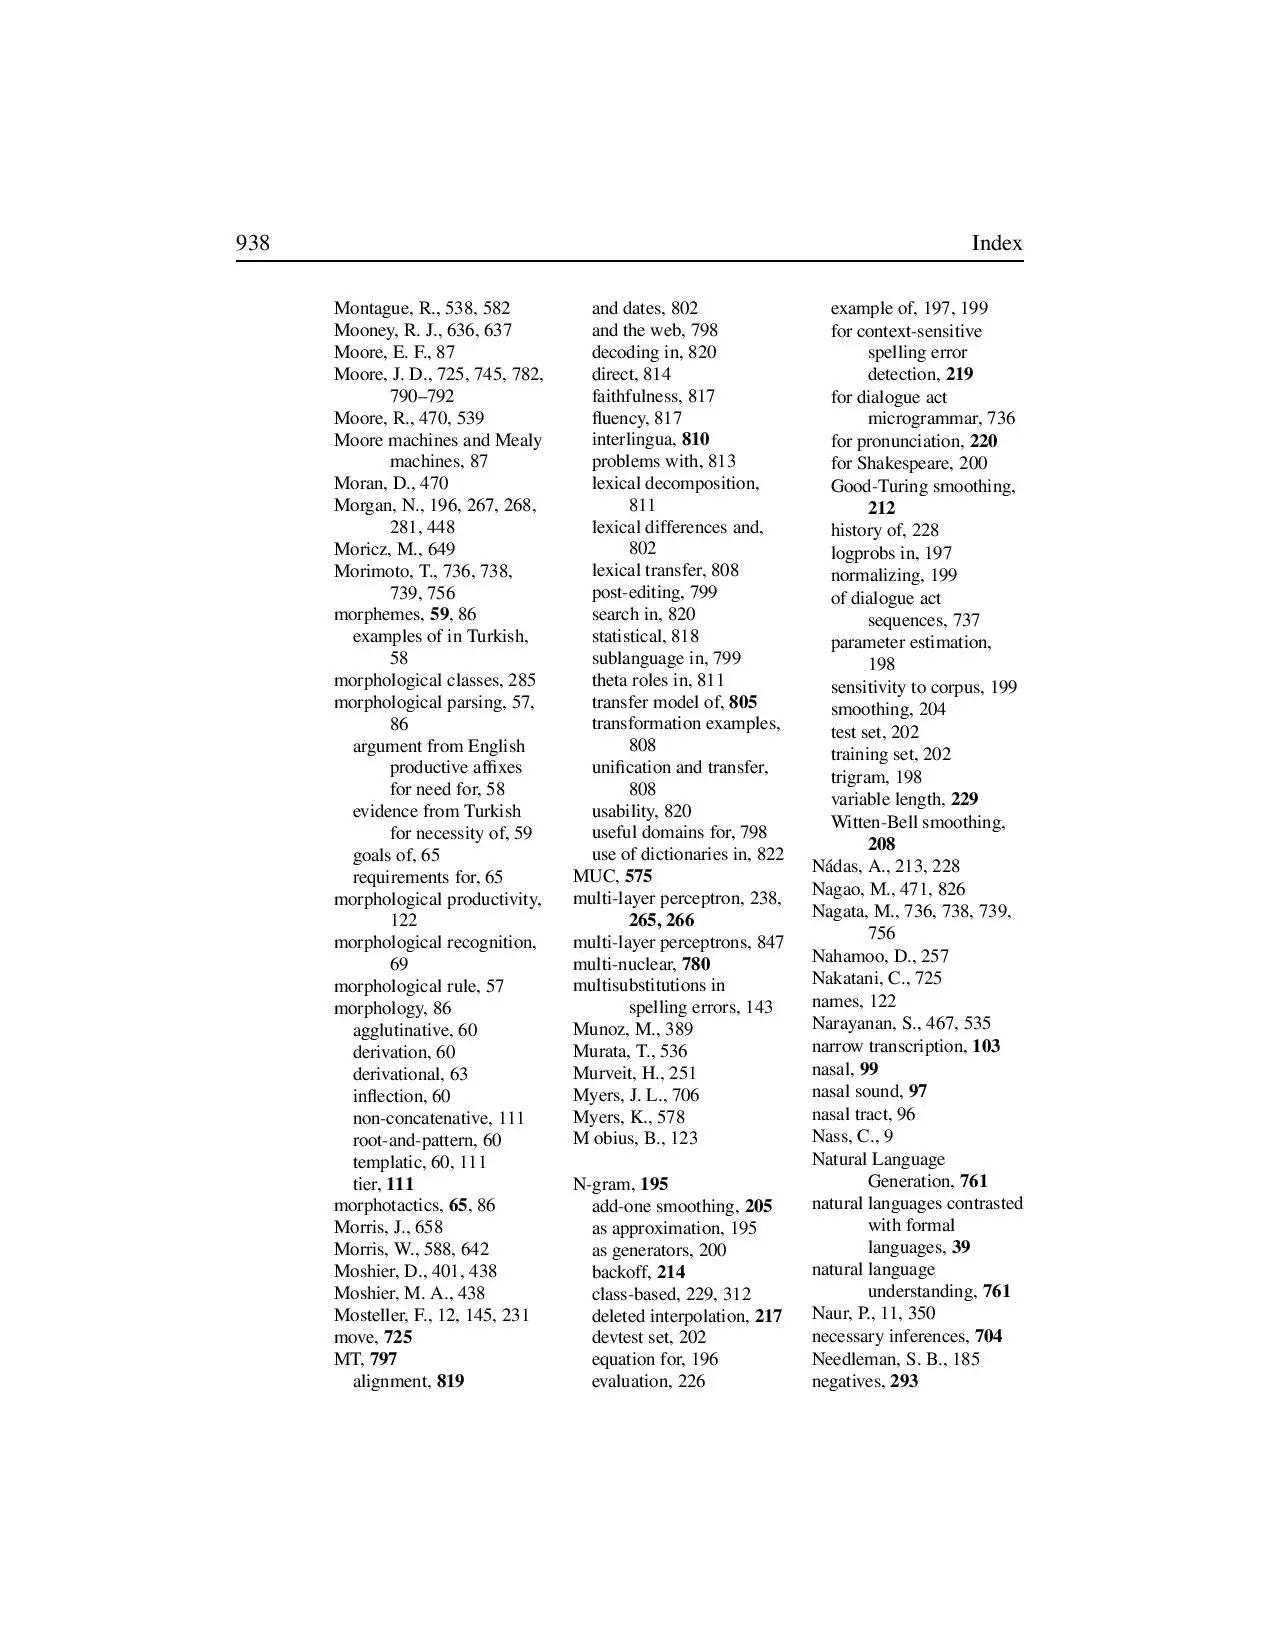 938
Index
Montague, R., 538, 582
Mooney, R. J., 636, 637
Moore, E. F., 87
Moore, J. D., 725, 745, 782,
790–792
Moore, R., 470, 539
Moore machines and Mealy
machines, 87
Moran, D., 470
Morgan, N., 196, 267, 268,
281, 448
Moricz, M., 649
Morimoto, T., 736, 738,
739, 756
morphemes, 59, 86
examples of in Turkish,
58
morphological classes, 285
morphological parsing, 57,
86
argument from English
productive affixes
for need for, 58
evidence from Turkish
for necessity of, 59
goals of, 65
requirements for, 65
morphological productivity,
122
morphological recognition,
69
morphological rule, 57
morphology, 86
agglutinative, 60
derivation, 60
derivational, 63
inflection, 60
non-concatenative, 111
root-and-pattern, 60
templatic, 60, 111
tier, 111
morphotactics, 65, 86
Morris, J., 658
Morris, W., 588, 642
Moshier, D., 401, 438
Moshier, M. A., 438
Mosteller, F., 12, 145, 231
move, 725
MT, 797
alignment, 819
and dates, 802
and the web, 798
decoding in, 820
direct, 814
faithfulness, 817
fluency, 817
interlingua, 810
problems with, 813
lexical decomposition,
811
lexical differences and,
802
lexical transfer, 808
post-editing, 799
search in, 820
statistical, 818
sublanguage in, 799
theta roles in, 811
transfer model of, 805
transformation examples,
808
unification and transfer,
808
usability, 820
useful domains for, 798
use of dictionaries in, 822
MUC, 575
multi-layer perceptron, 238,
265, 266
multi-layer perceptrons, 847
multi-nuclear, 780
multisubstitutions in
spelling errors, 143
Munoz, M., 389
Murata, T., 536
Murveit, H., 251
Myers, J. L., 706
Myers, K., 578
M obius, B., 123
N-gram, 195
add-one smoothing, 205
as approximation, 195
as generators, 200
backoff, 214
class-based, 229, 312
deleted interpolation, 217
devtest set, 202
equation for, 196
evaluation, 226
example of, 197, 199
for context-sensitive
spelling error
detection, 219
for dialogue act
microgrammar, 736
for pronunciation, 220
for Shakespeare, 200
Good-Turing smoothing,
212
history of, 228
logprobs in, 197
normalizing, 199
of dialogue act
sequences, 737
parameter estimation,
198
sensitivity to corpus, 199
smoothing, 204
test set, 202
training set, 202
trigram, 198
variable length, 229
Witten-Bell smoothing,
208
Nádas, A., 213, 228
Nagao, M., 471, 826
Nagata, M., 736, 738, 739,
756
Nahamoo, D., 257
Nakatani, C., 725
names, 122
Narayanan, S., 467, 535
narrow transcription, 103
nasal, 99
nasal sound, 97
nasal tract, 96
Nass, C., 9
Natural Language
Generation, 761
natural languages contrasted
with formal
languages, 39
natural language
understanding, 761
Naur, P., 11, 350
necessary inferences, 704
Needleman, S. B., 185
negatives, 293